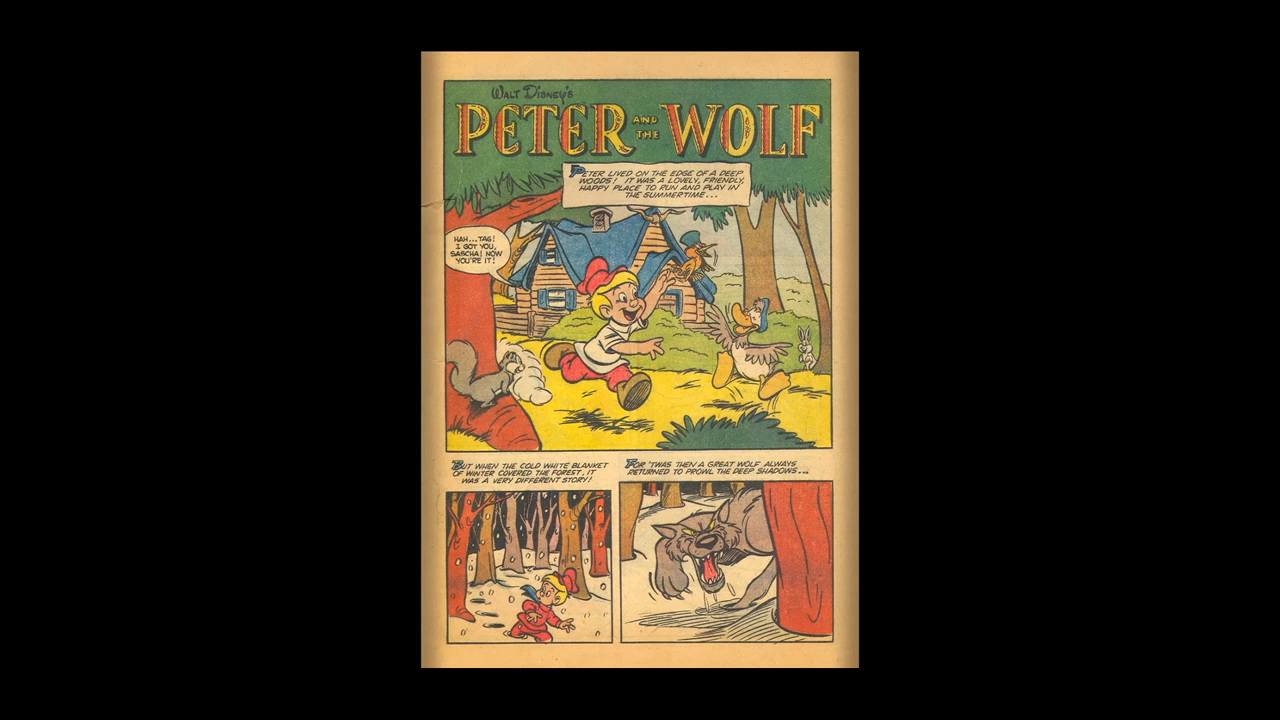 WALT DISNEY'S
PETER AND THE WOLF
PETER LIVED ON THE EDGE OF A DEEP
WOODS! IT WAS A LOVELY, FRIENDLY,
HAPPY PLACE TO RUN AND PLAY IN
THE SUMMERTIME...
HAH...TAG!
I GOT YOU,
SASCHA! NOW
YOU'RE IT!
BUT WHEN THE COLD WHITE BLANKET
OF WINTER COVERED THE FOREST, IT
WAS A VERY DIFFERENT STORY!
FOR 'TWAS THEN A GREAT WOLF ALWAYS
RETURNED TO PROWL THE DEEP SHADOWS...